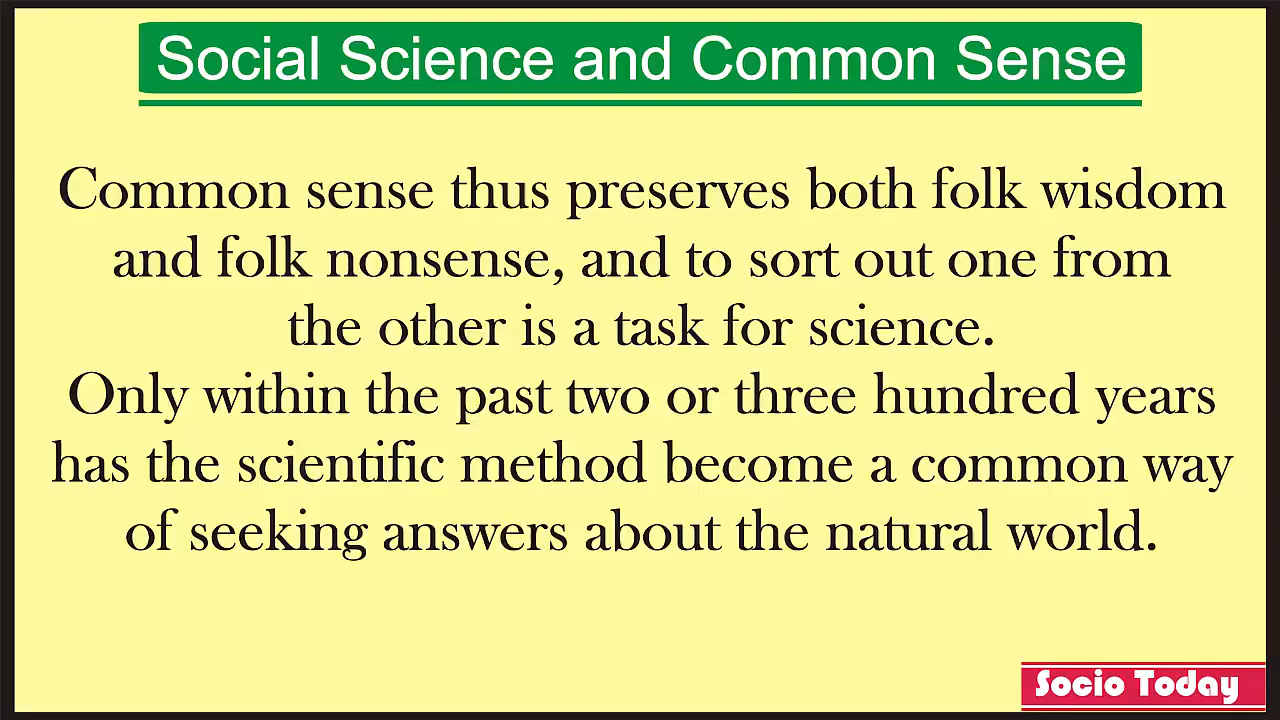 Social Science and Common Sense
Common sense thus preserves both folk wisdom
and folk nonsense, and to sort out one from
the other is a task for science.
Only within the past two or three hundred years
has the scientific method become a common way
of seeking answers about the natural world.
Socio Today